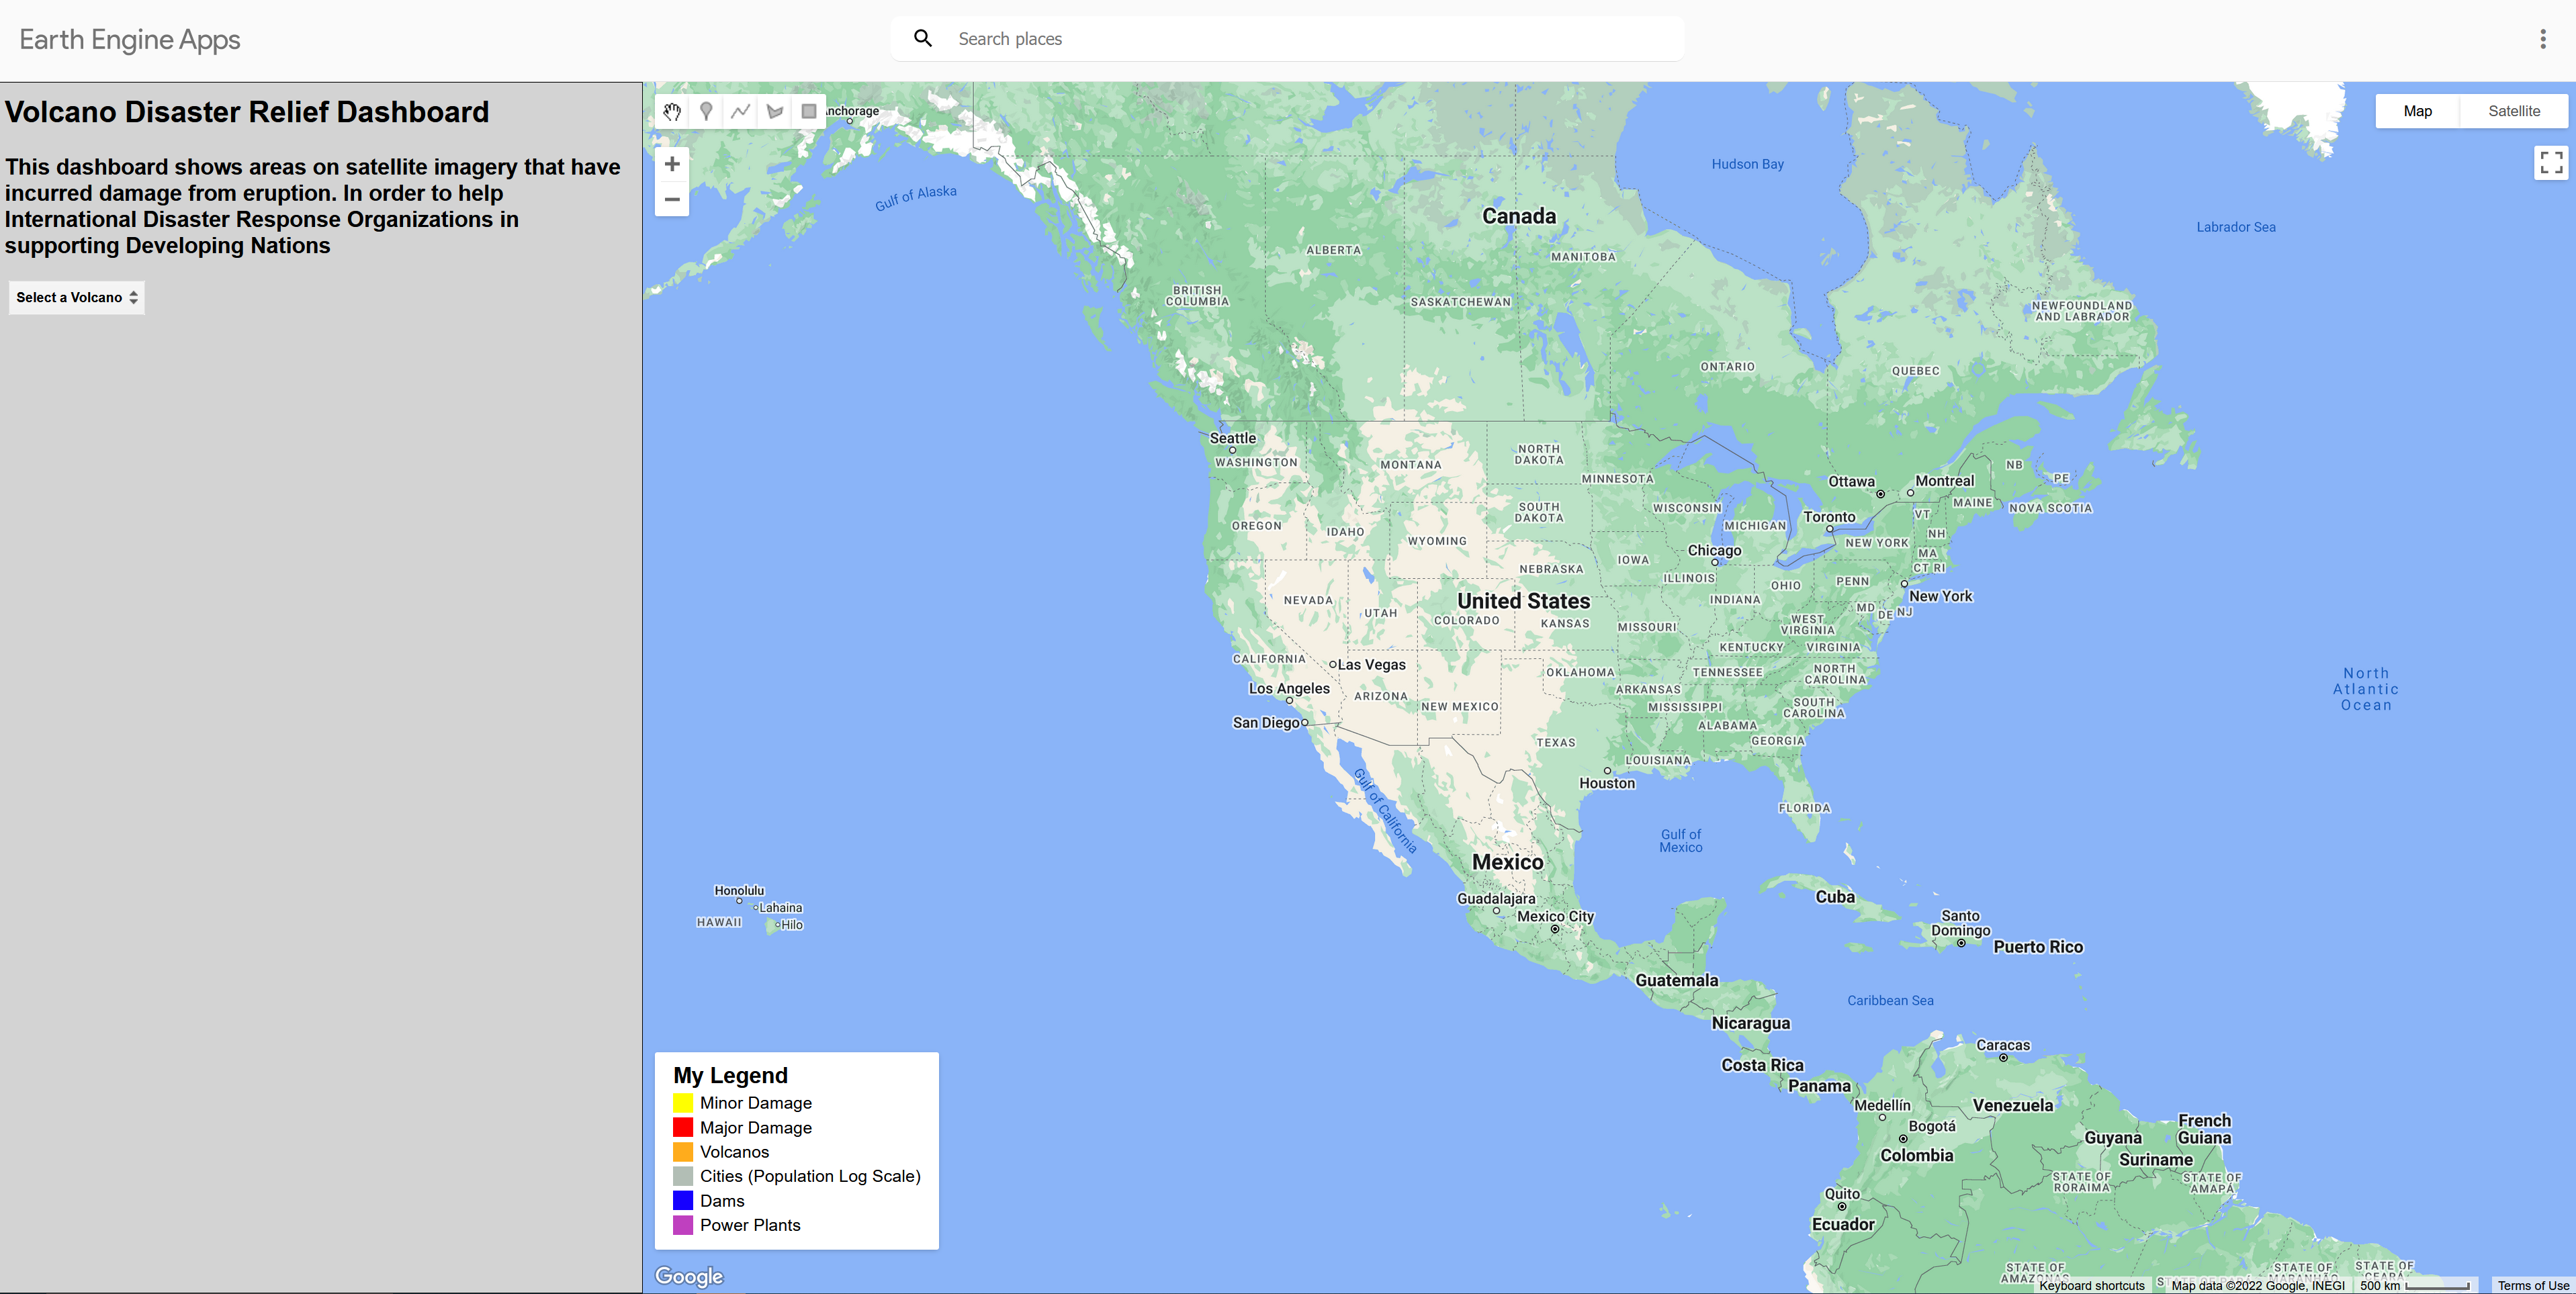 Earth Engine Apps
Search places
Volcano Disaster Relief Dashboard
This dashboard shows areas on satellite imagery that have
incurred damage from eruption. In order to help
International Disaster Response Organizations in
supporting Developing Nations
Select a Volcano
Map
Satellite
nchorage
Gulf of Alaska
Hudson Bay
Labrador Sea
Canada
ALBERTA
MANITOBA
BRITISH
COLUMBIA
SASKATCHEWAN
NEWFOUNDLAND
AND LABRADOR
ONTARIO
QUEBEC
Seattle
WASHINGTON
MONTANA
NORTH
DAKOTA
MINNESOTA
NB
PE
Ottawa
Montreal
MAINE
NOVA SCOTIA
OREGON
IDAHO
SOUTH
DAKOTA
WISCONSIN
MICHIGAN
Toronto
VT
NH
WYOMING
Chicago
NEW YORK
MA
CT RI
IOWA
NEBRASKA
ILLINOIS
OHIO
PENN
NEVADA
UTAH
United States
INDIANA
New York
COLORADO
KANSAS
MISSOURI
WEST
VIRGINIA
MD
DE
NJ
CALIFORNIA
Las Vegas
KENTUCKY
VIRGINIA
OKLAHOMA
TENNESSEE
NORTH
CAROLINA
Los Angeles
ARIZONA
NEW MEXICO
ARKANSAS
MISSISSIPPI
SOUTH
CAROLINA
San Diego
ALABAMA
TEXAS
GEORGIA
LOUISIANA
Houston
North
Atlantic
Ocean
Gulf of California
FLORIDA
Gulf of
Mexico
Mexico
Honolulu
Lahaina
HAWAII
Hilo
Guadalajara
Mexico City
Cuba
Santo
Domingo
Puerto Rico
Guatemala
Caribbean Sea
Nicaragua
Costa Rica
Panama
Caracas
Medellín
Venezuela
Bogotá
Colombia
Guyana
French
Guiana
Suriname
STATE OF
RORAIMA
STATE OF
AMAPÁ
Quito
Ecuador
My Legend
Minor Damage
Major Damage
Volcanos
Cities (Population Log Scale)
Dams
Power Plants
Google
STATE OF
AMAZONAS
STATE OF
MARANHÃO
STATE OF
CEARÁ
Keyboard shortcuts
Map data ©2022 Google, INEGI
500 km
Terms of Use